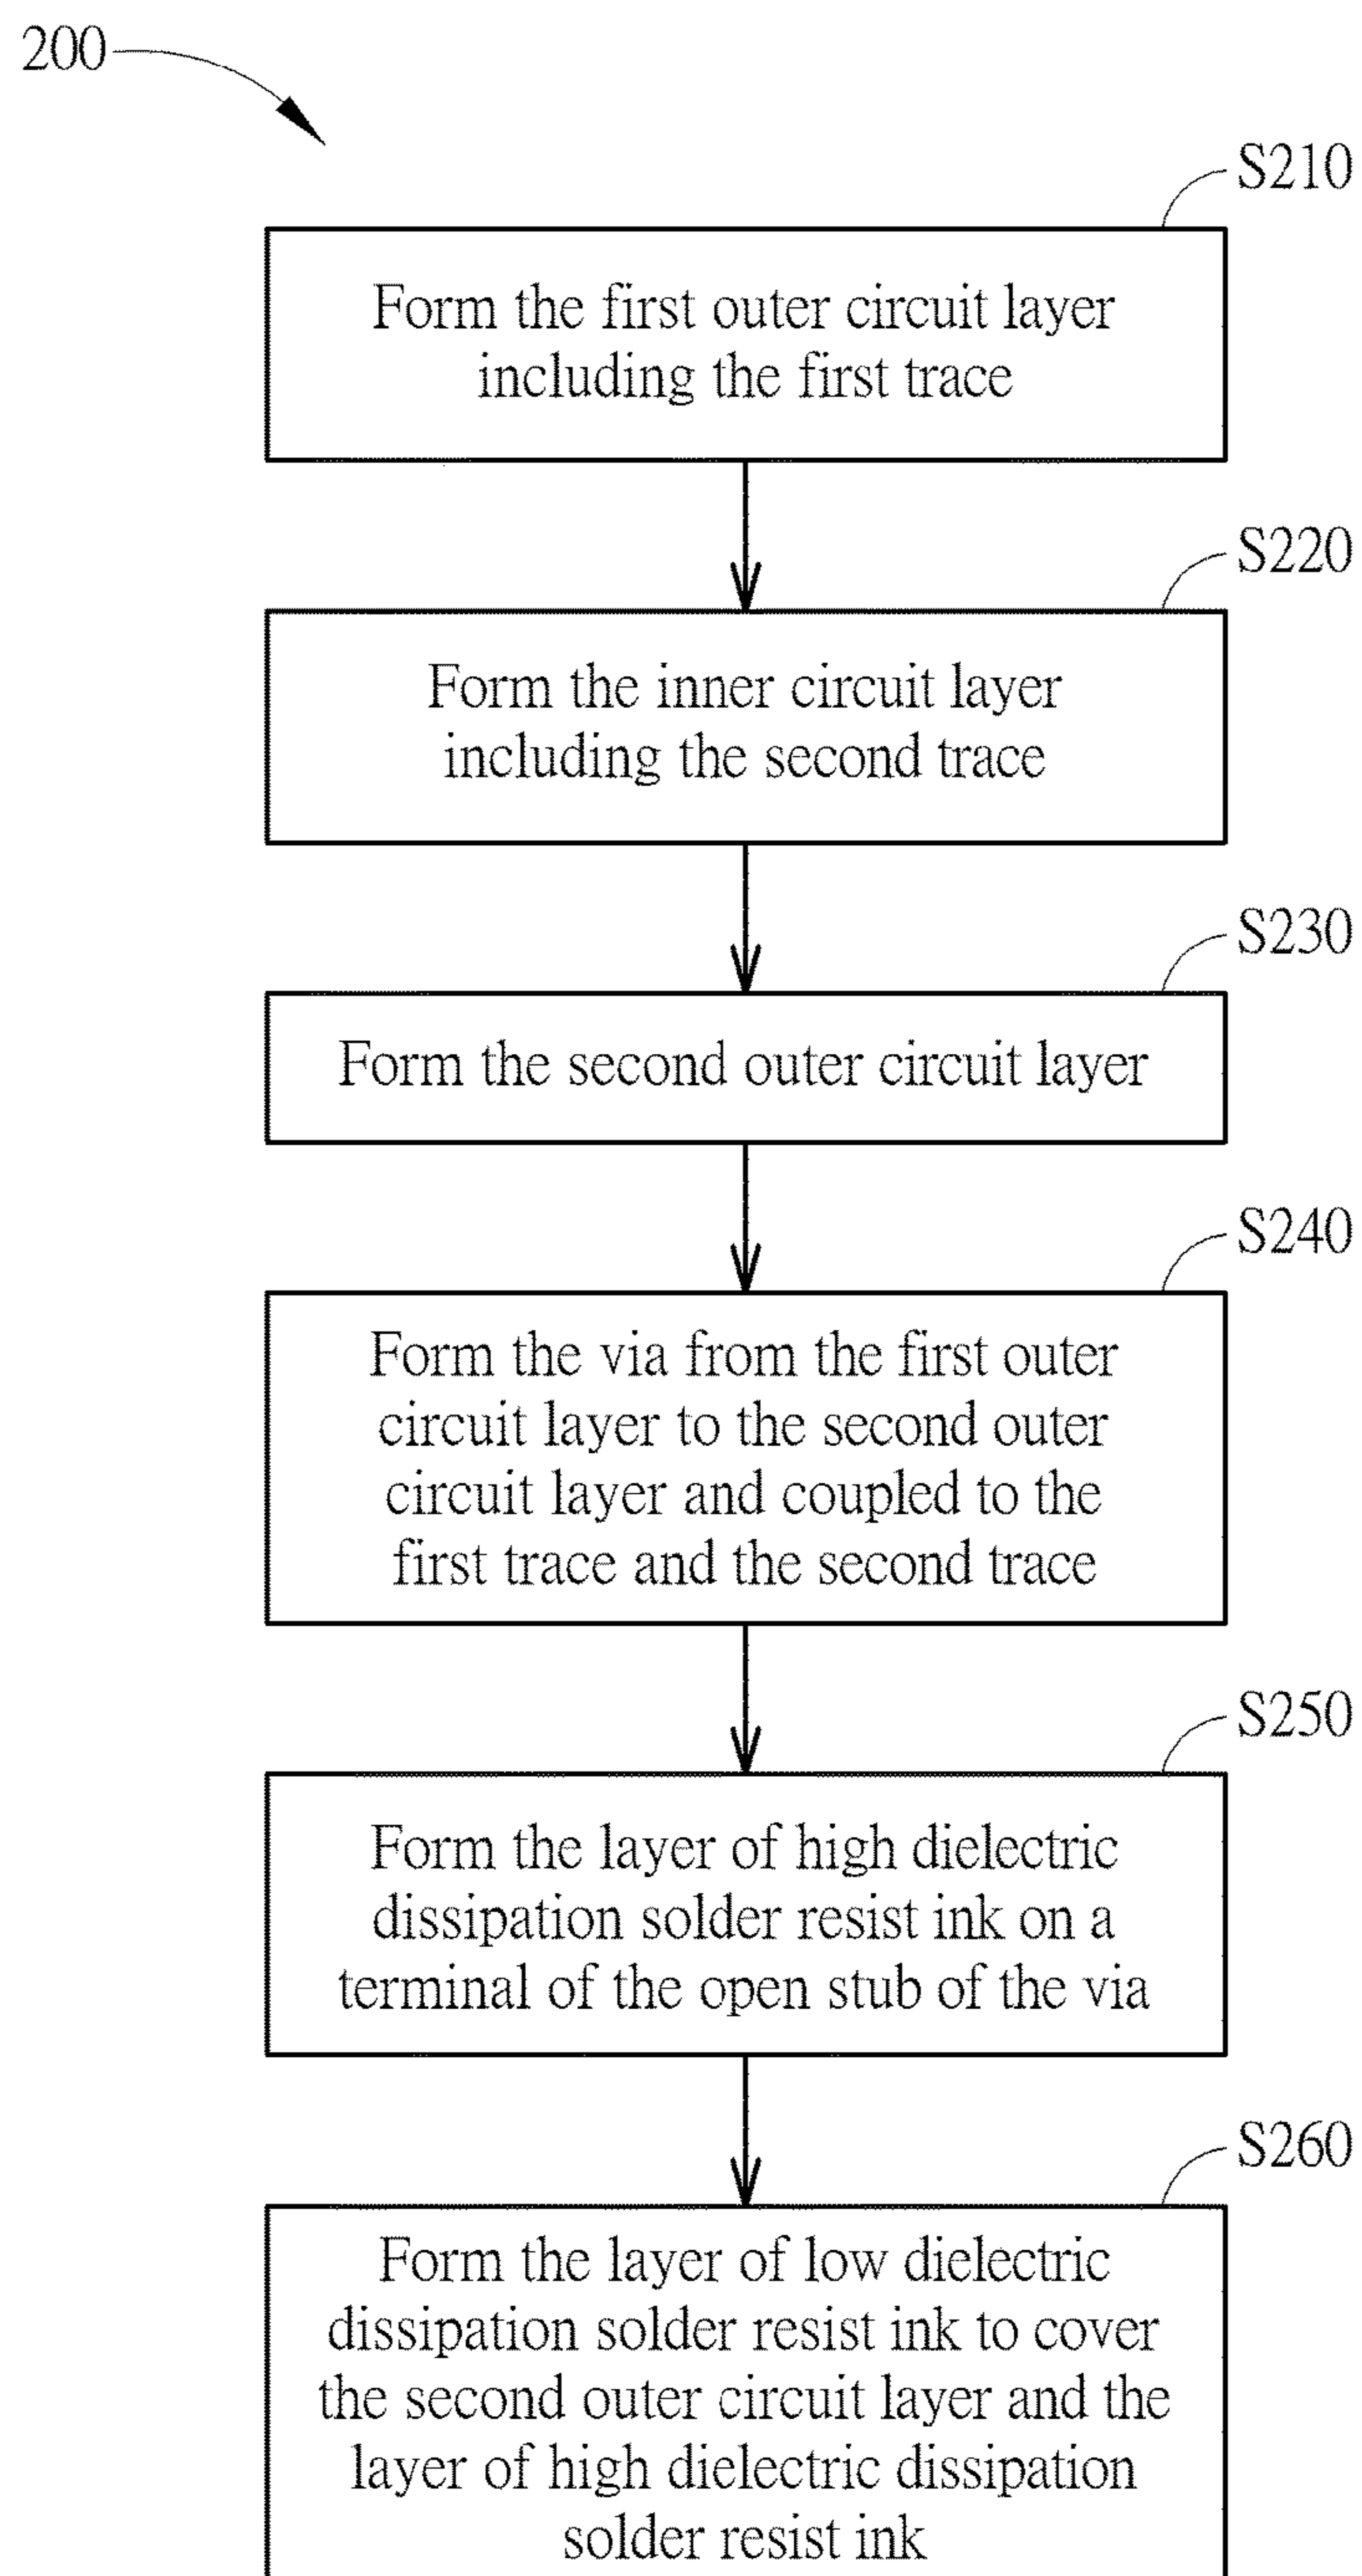 200
S210
Form the first outer circuit layer
including the first trace
S220
Form the inner circuit layer
including the second trace
S230
Form the second outer circuit layer
S240
Form the via from the first outer
circuit layer to the second outer
circuit layer and coupled to the
first trace and the second trace
S250
Form the layer of high dielectric
dissipation solder resist ink on a
terminal of the open stub of the via
S260
Form the layer of low dielectric
dissipation solder resist ink to cover
the second outer circuit layer and the
layer of high dielectric dissipation
solder resist ink